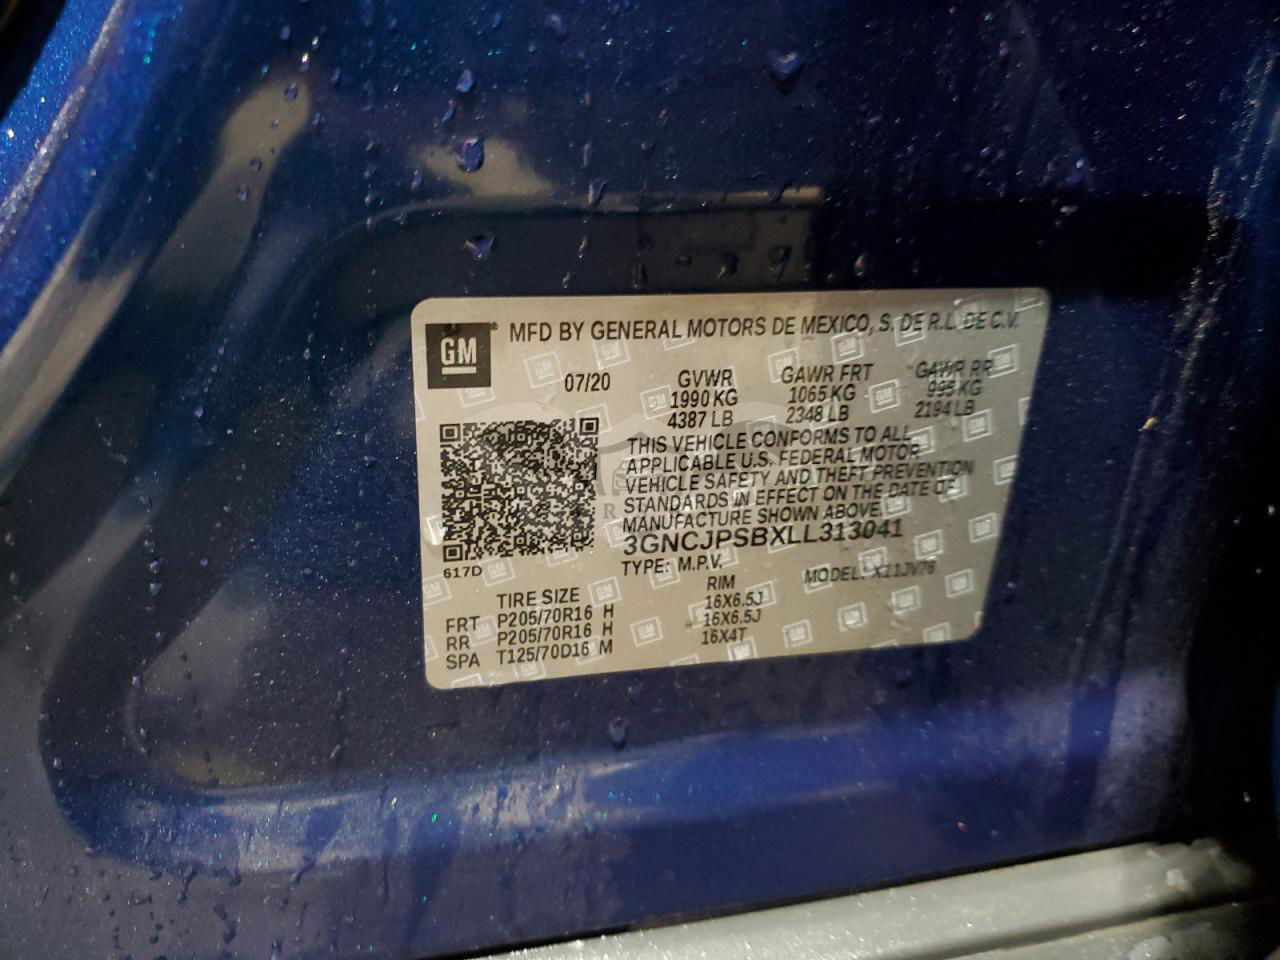 GM
MFD BY GENERAL MOTORS DE MEXICO, S. DE R.L. DE C.V.
07/20
GVWR GAWR FRT GAWR RR
1990 KG 1065 KG 995 KG
4387 LB 2348 LB 2194 LB
THIS VEHICLE CONFORMS TO ALL
APPLICABLE U.S. FEDERAL MOTOR
VEHICLE SAFETY AND THEFT PREVENTION
STANDARDS IN EFFECT ON THE DATE OF
MANUFACTURE SHOWN ABOVE.
3GNCJPSBXLL313041
617D
TYPE: M.P.V. MODEL: X11JV76
TIRE SIZE RIM
FRT P205/70R16 H 16X6.5J
RR P205/70R16 H 16X6.5J
SPA T125/70D16 M 16X4T